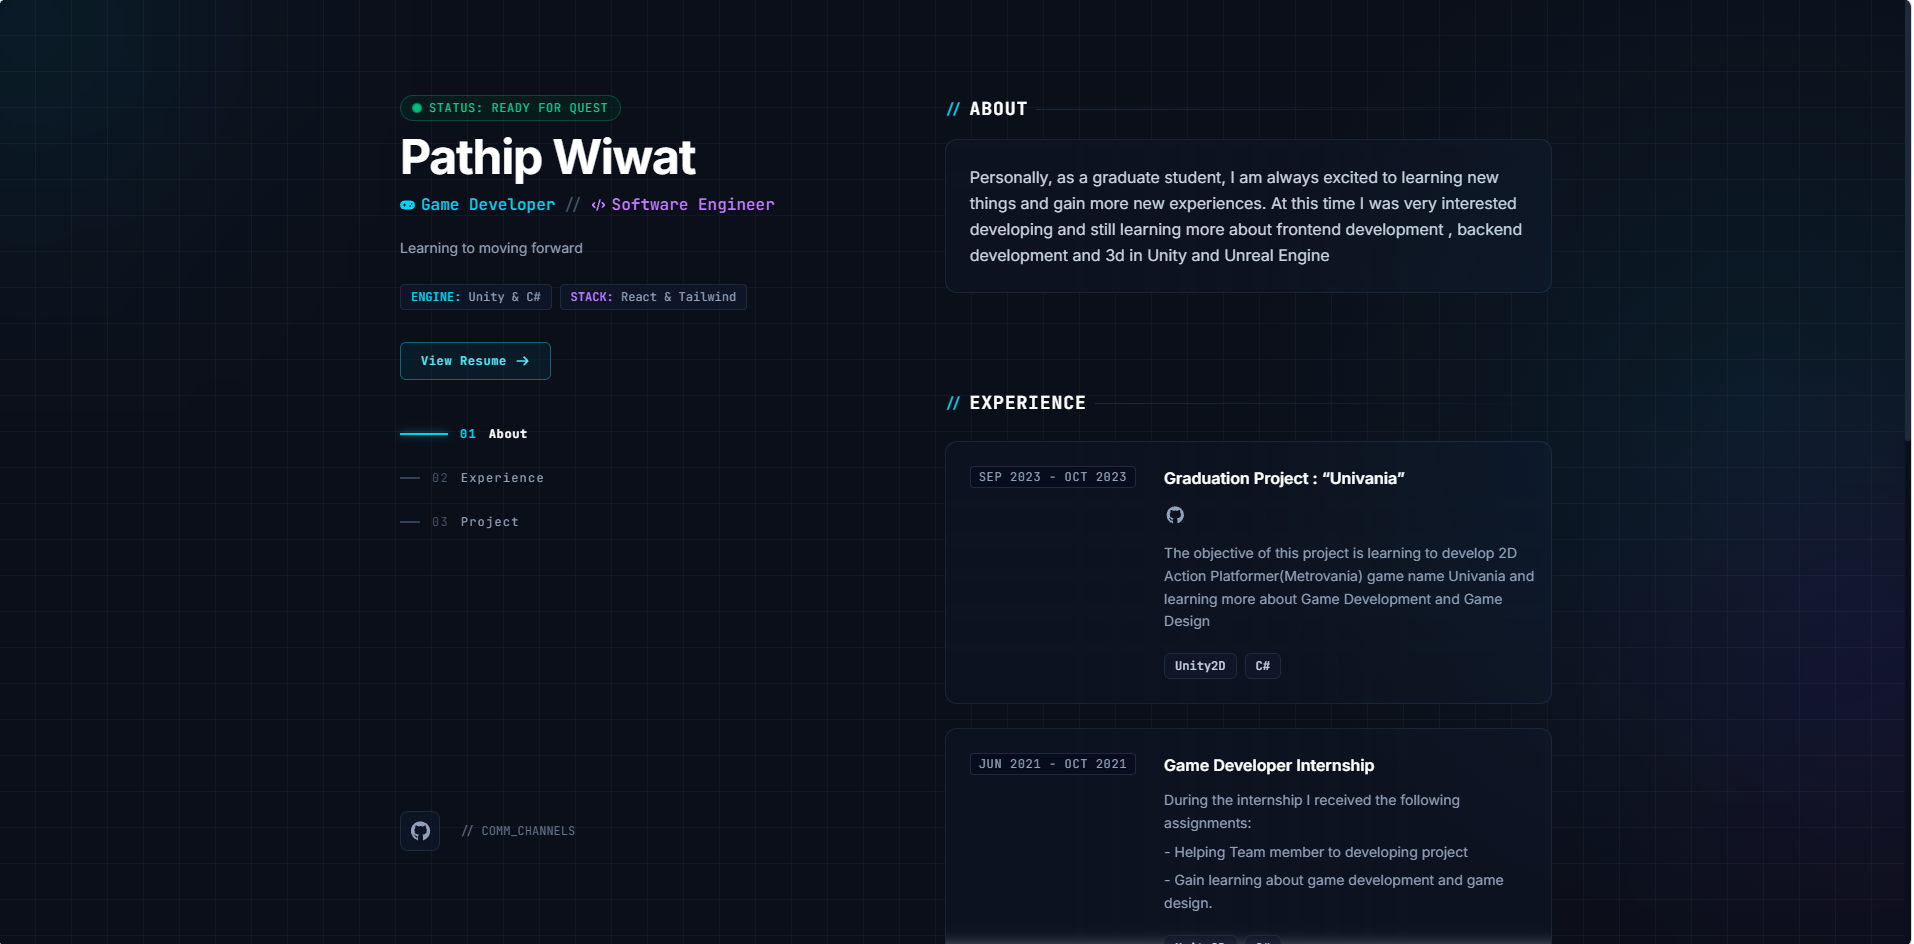 STATUS: READY FOR QUEST
Pathip Wiwat
Game Developer // Software Engineer
Learning to moving forward
ENGINE: Unity & C#
STACK: React & Tailwind
View Resume →
01 About
02 Experience
03 Project
// COMM_CHANNELS
// ABOUT
Personally, as a graduate student, I am always excited to learning new
things and gain more new experiences. At this time I was very interested
developing and still learning more about frontend development , backend
development and 3d in Unity and Unreal Engine
// EXPERIENCE
SEP 2023 - OCT 2023
Graduation Project : “Univania”
The objective of this project is learning to develop 2D
Action Platformer(Metrovania) game name Univania and
learning more about Game Development and Game
Design
Unity2D
C#
JUN 2021 - OCT 2021
Game Developer Internship
During the internship I received the following
assignments:
- Helping Team member to developing project
- Gain learning about game development and game
design.